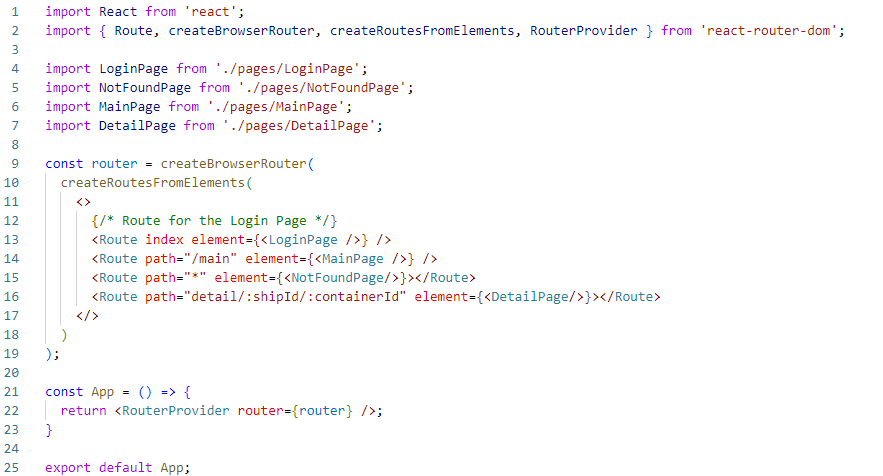 1 import React from 'react';
2 import { Route, createBrowserRouter, createRoutesFromElements, RouterProvider } from 'react-router-dom';
3
4 import LoginPage from './pages/LoginPage';
5 import NotFoundPage from './pages/NotFoundPage';
6 import MainPage from './pages/MainPage';
7 import DetailPage from './pages/DetailPage';
8
9 const router = createBrowserRouter(
10   createRoutesFromElements(
11     <>
12       {/* Route for the Login Page */}
13       <Route index element={<LoginPage />} />
14       <Route path="/main" element={<MainPage />} />
15       <Route path="*" element={<NotFoundPage/>}></Route>
16       <Route path="detail/:shipId/:containerId" element={<DetailPage/>}></Route>
17     </>
18   )
19 );
20
21 const App = () => {
22   return <RouterProvider router={router} />;
23 }
24
25 export default App;